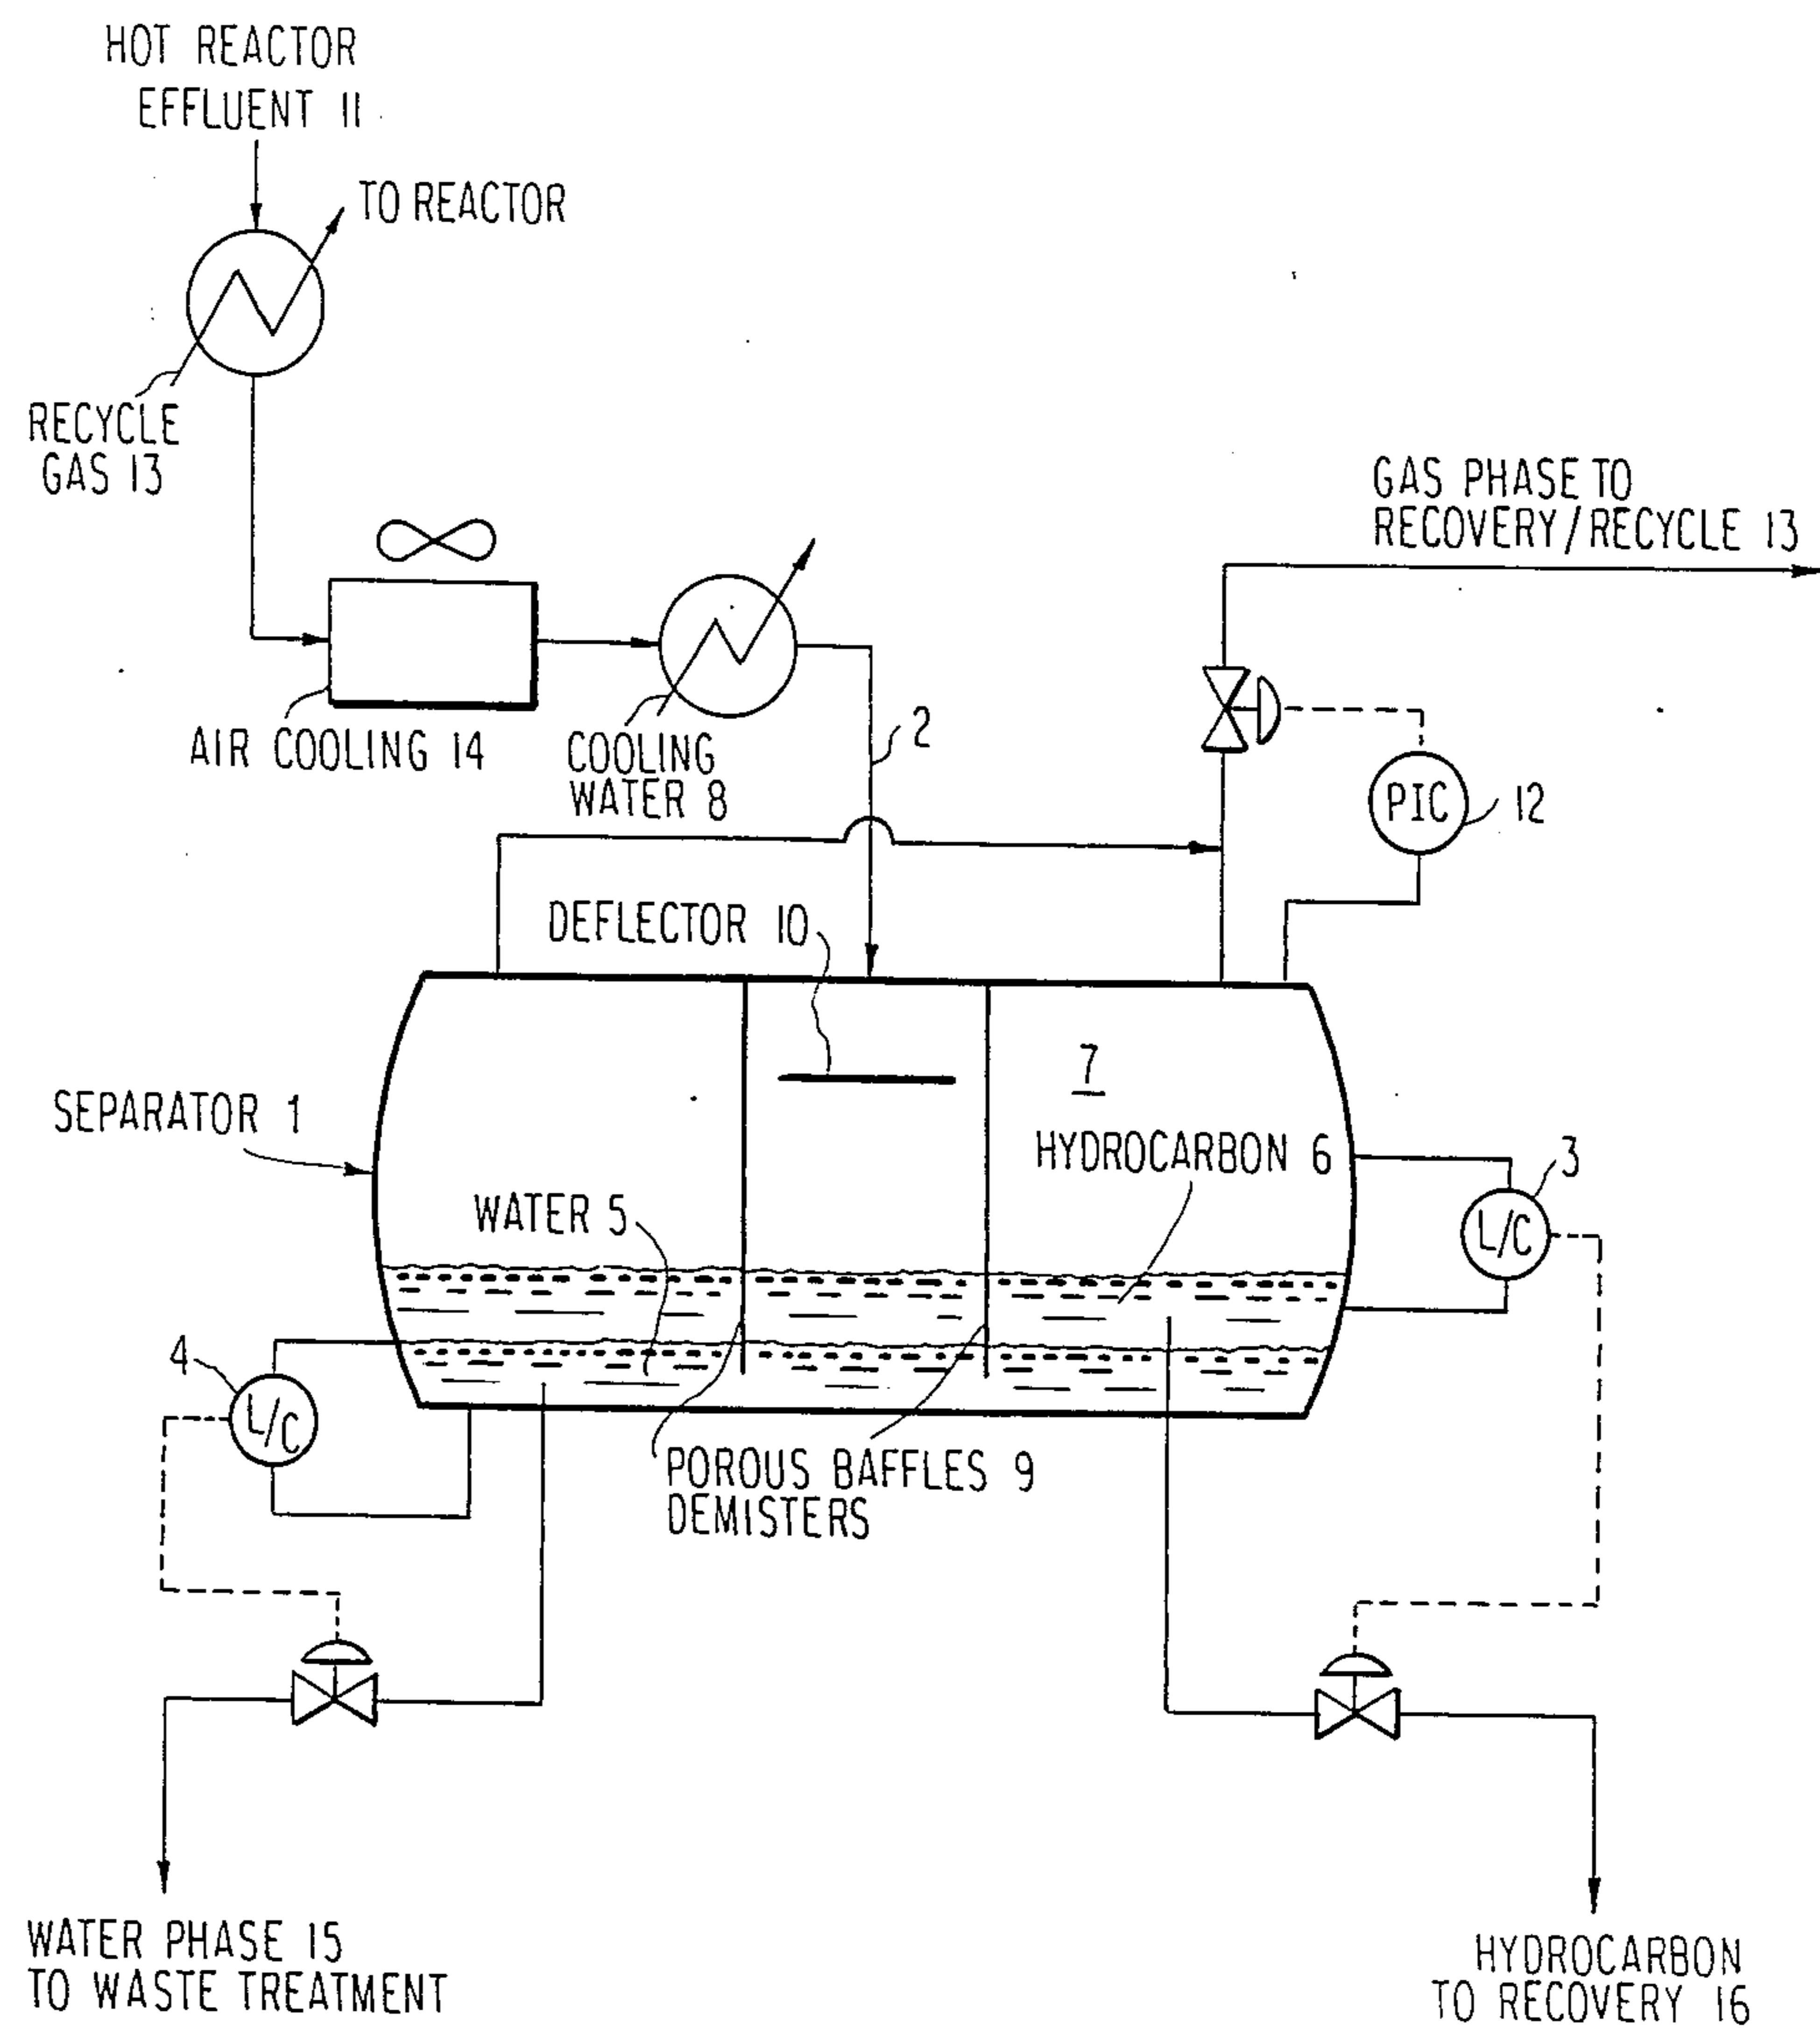 HOT REACTOR
EFFLUENT 11
TO REACTOR
RECYCLE
GAS 13
GAS PHASE TO
RECOVERY/RECYCLE 13
AIR COOLING 14
COOLING
WATER 8
2
PIC
12
DEFLECTOR 10
7
SEPARATOR 1
HYDROCARBON 6
3
L/C
WATER 5
4
L/C
POROUS BAFFLES 9
DEMISTERS
WATER PHASE 15
TO WASTE TREATMENT
HYDROCARBON
TO RECOVERY 16